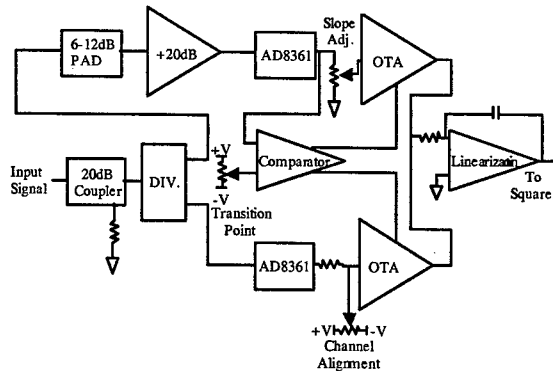 6-12dB
PAD
+20dB
AD8361
Slope
Adj.
OTA
Input
Signal
20dB
Coupler
DIV.
+V
-V
Transition
Point
Comparator
Linearization
To
Square
AD8361
OTA
+V
-V
Channel
Alignment